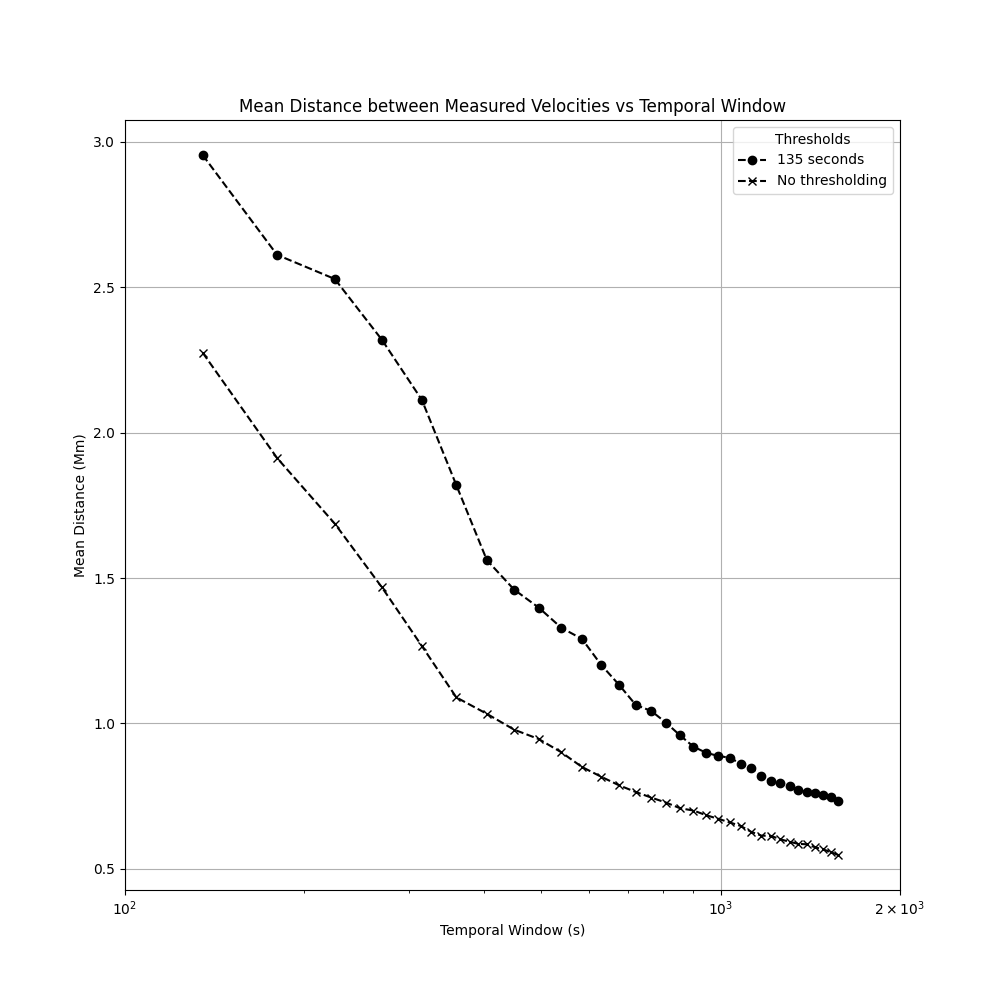 Mean Distance between Measured Velocities vs Temporal Window
Thresholds
135 seconds
No thresholding
3.0
2.5
2.0
1.5
1.0
0.5
Mean Distance (Mm)
10² 10³ 2 × 10³
Temporal Window (s)